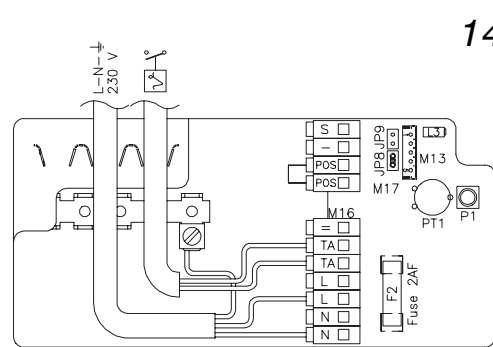 14
L-N-⏚
230 V
S
JP9
L3
–
JP8
M13
POS
POS
M17
M16
PT1
P1
=
TA
TA
L
L
F2
Fuse 2AF
N
N